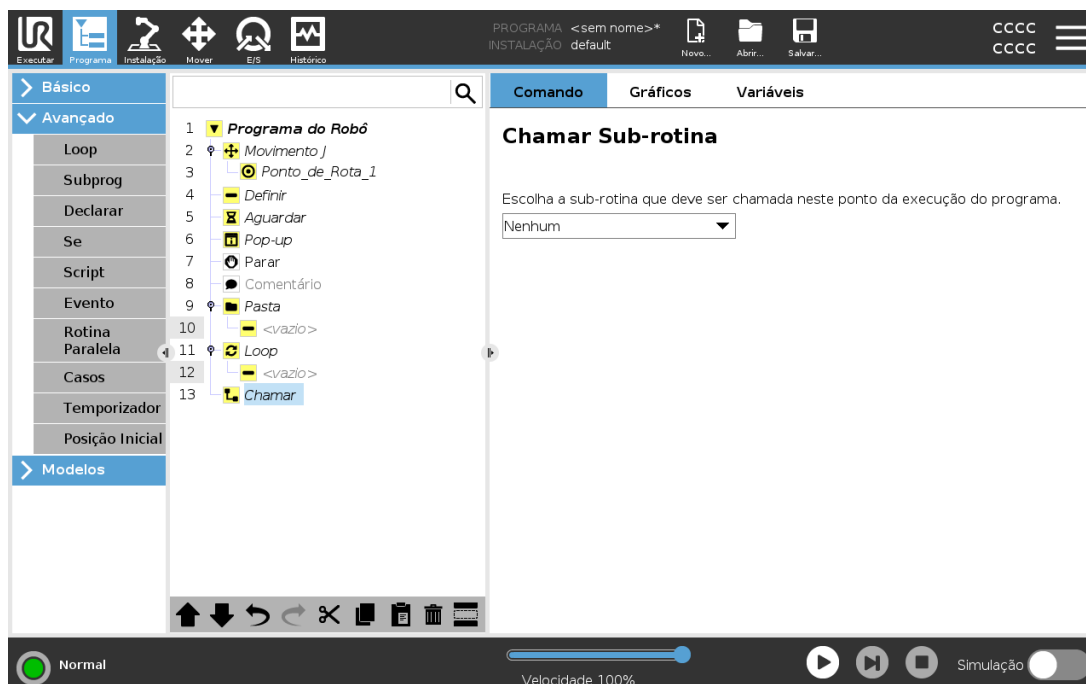 UR
PROGRAMA <sem nome>*
INSTALAÇÃO default
CCCC
CCCC
Executar
Programa
Instalação
Mover
E/S
Histórico
Novo...
Abrir...
Salvar...
Básico
Avançado
Loop
Subprog
Declarar
Se
Script
Evento
Rotina
Paralela
Casos
Temporizador
Posição Inicial
Modelos
1 Programa do Robô
2 Movimento J
3 Ponto_de_Rota_1
4 Definir
5 Aguardar
6 Pop-up
7 Parar
8 Comentário
9 Pasta
10 <vazio>
11 Loop
12 <vazio>
13 Chamar
Comando
Gráficos
Variáveis
Chamar Sub-rotina
Escolha a sub-rotina que deve ser chamada neste ponto da execução do programa.
Nenhum
Normal
Velocidade 100%
Simulação